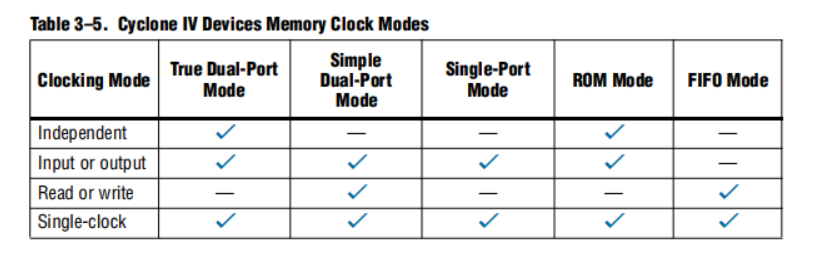 Table 3–5. Cyclone IV Devices Memory Clock Modes
Clocking Mode | True Dual-Port Mode | Simple Dual-Port Mode | Single-Port Mode | ROM Mode | FIFO Mode
Independent | ✓ | — | — | ✓ | —
Input or output | ✓ | ✓ | ✓ | ✓ | —
Read or write | — | ✓ | — | — | ✓
Single-clock | ✓ | ✓ | ✓ | ✓ | ✓